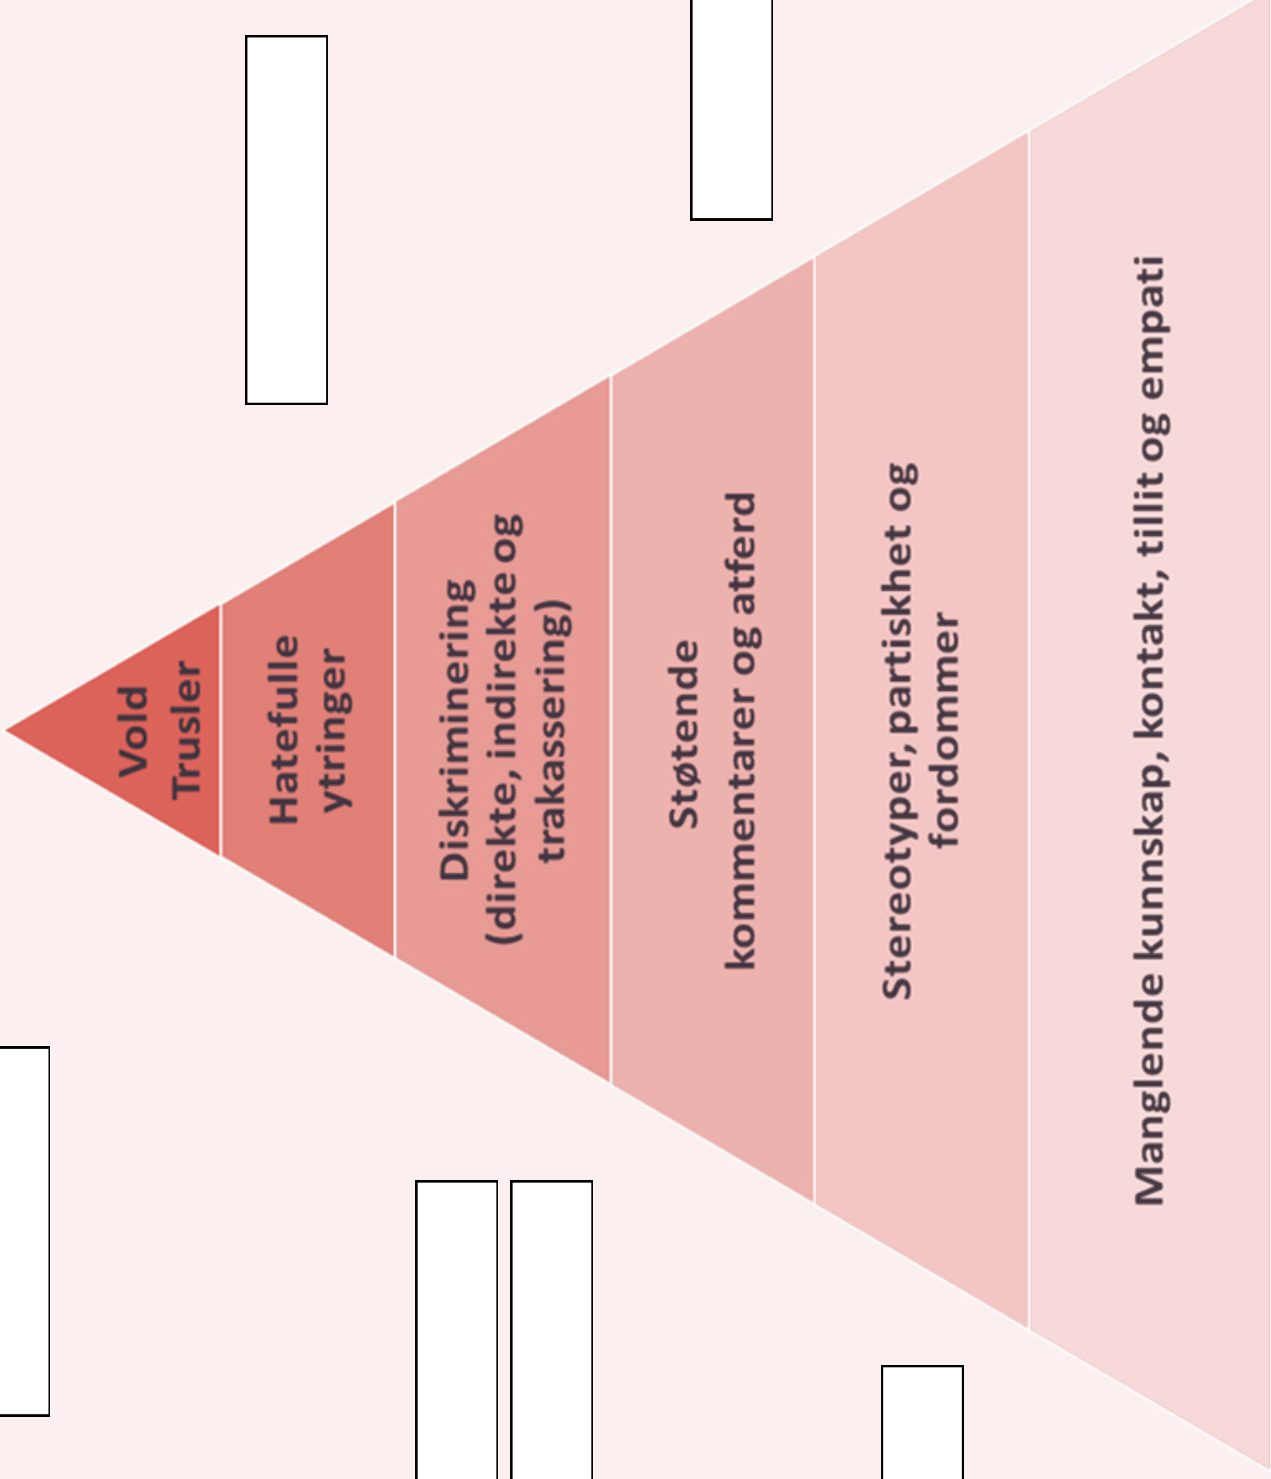 Vold
Trusler
Hatefulle
ytringer
Diskriminering
(direkte, indirekte og
trakassering)
Støtende
kommentarer og atferd
Stereotyper, partiskhet og
fordommer
Manglende kunnskap, kontakt, tillit og empati